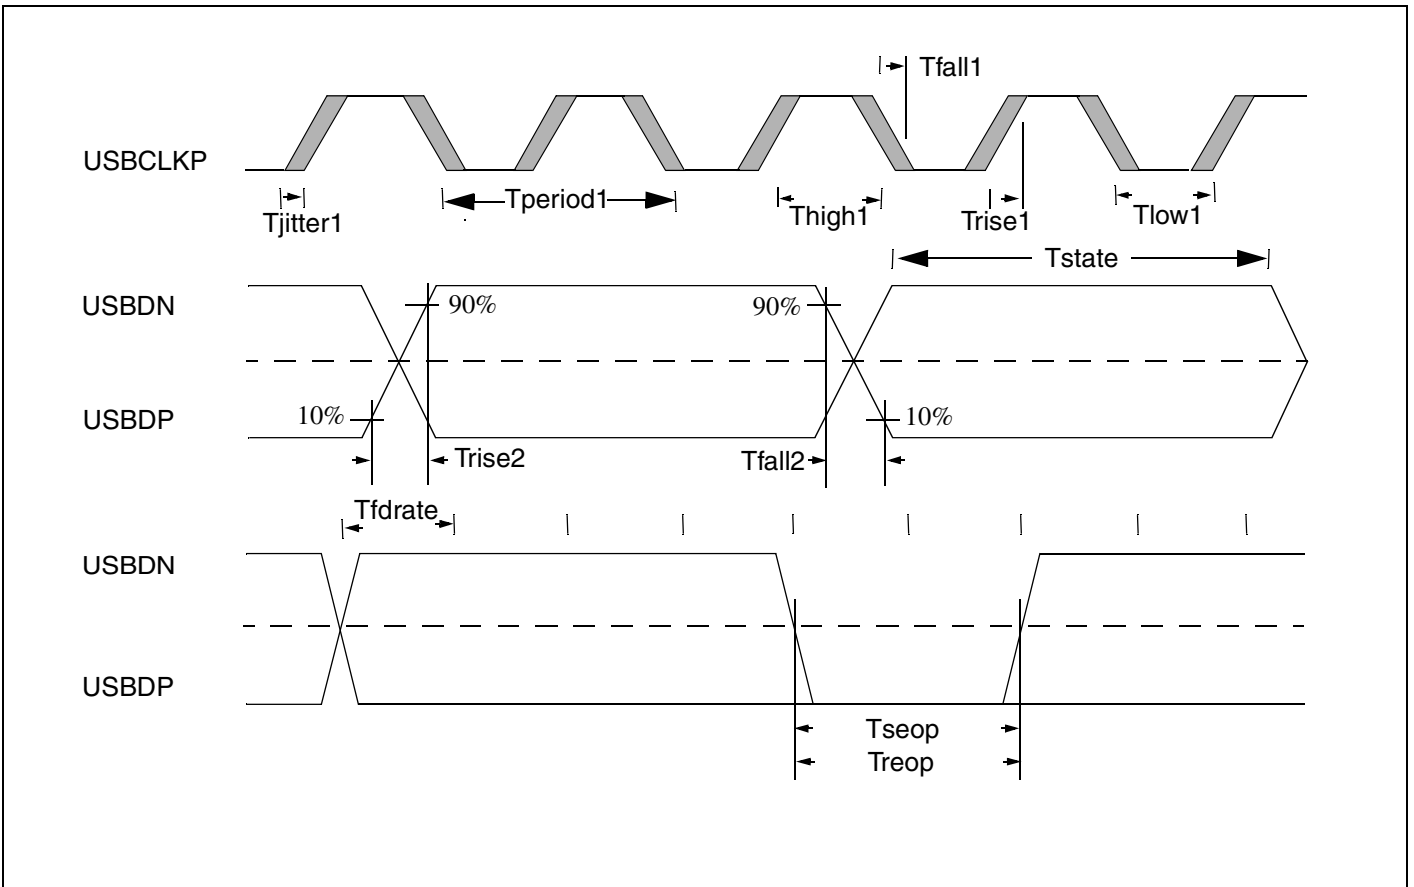 Tfall1
USBCLKP
Tjitter1
Tperiod1
Thigh1
Trise1
Tlow1
Tstate
USBDN
90%
90%
USBDP
10%
10%
Trise2
Tfall2
Tfdrate
USBDN
USBDP
Tseop
Treop